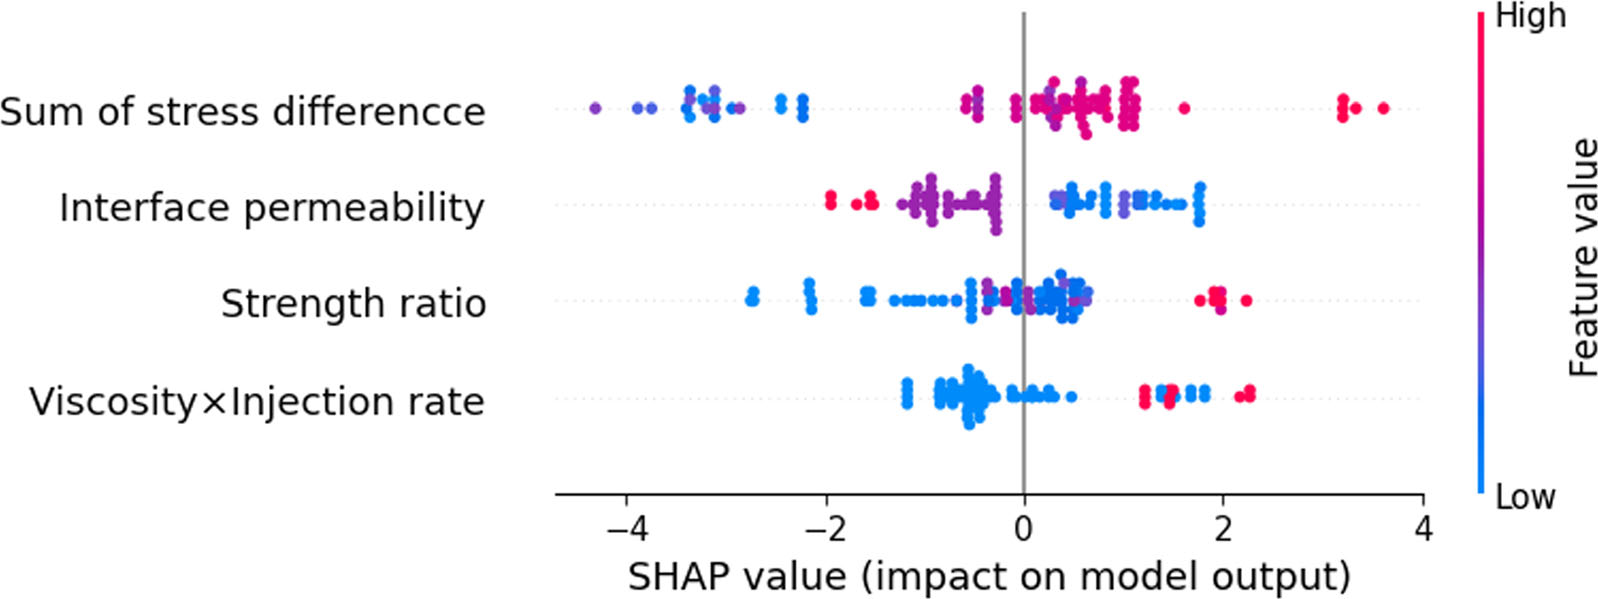 High
Sum of stress differencce
Interface permeability
Strength ratio
Viscosity×Injection rate
Feature value
Low
−4 −2 0 2 4
SHAP value (impact on model output)